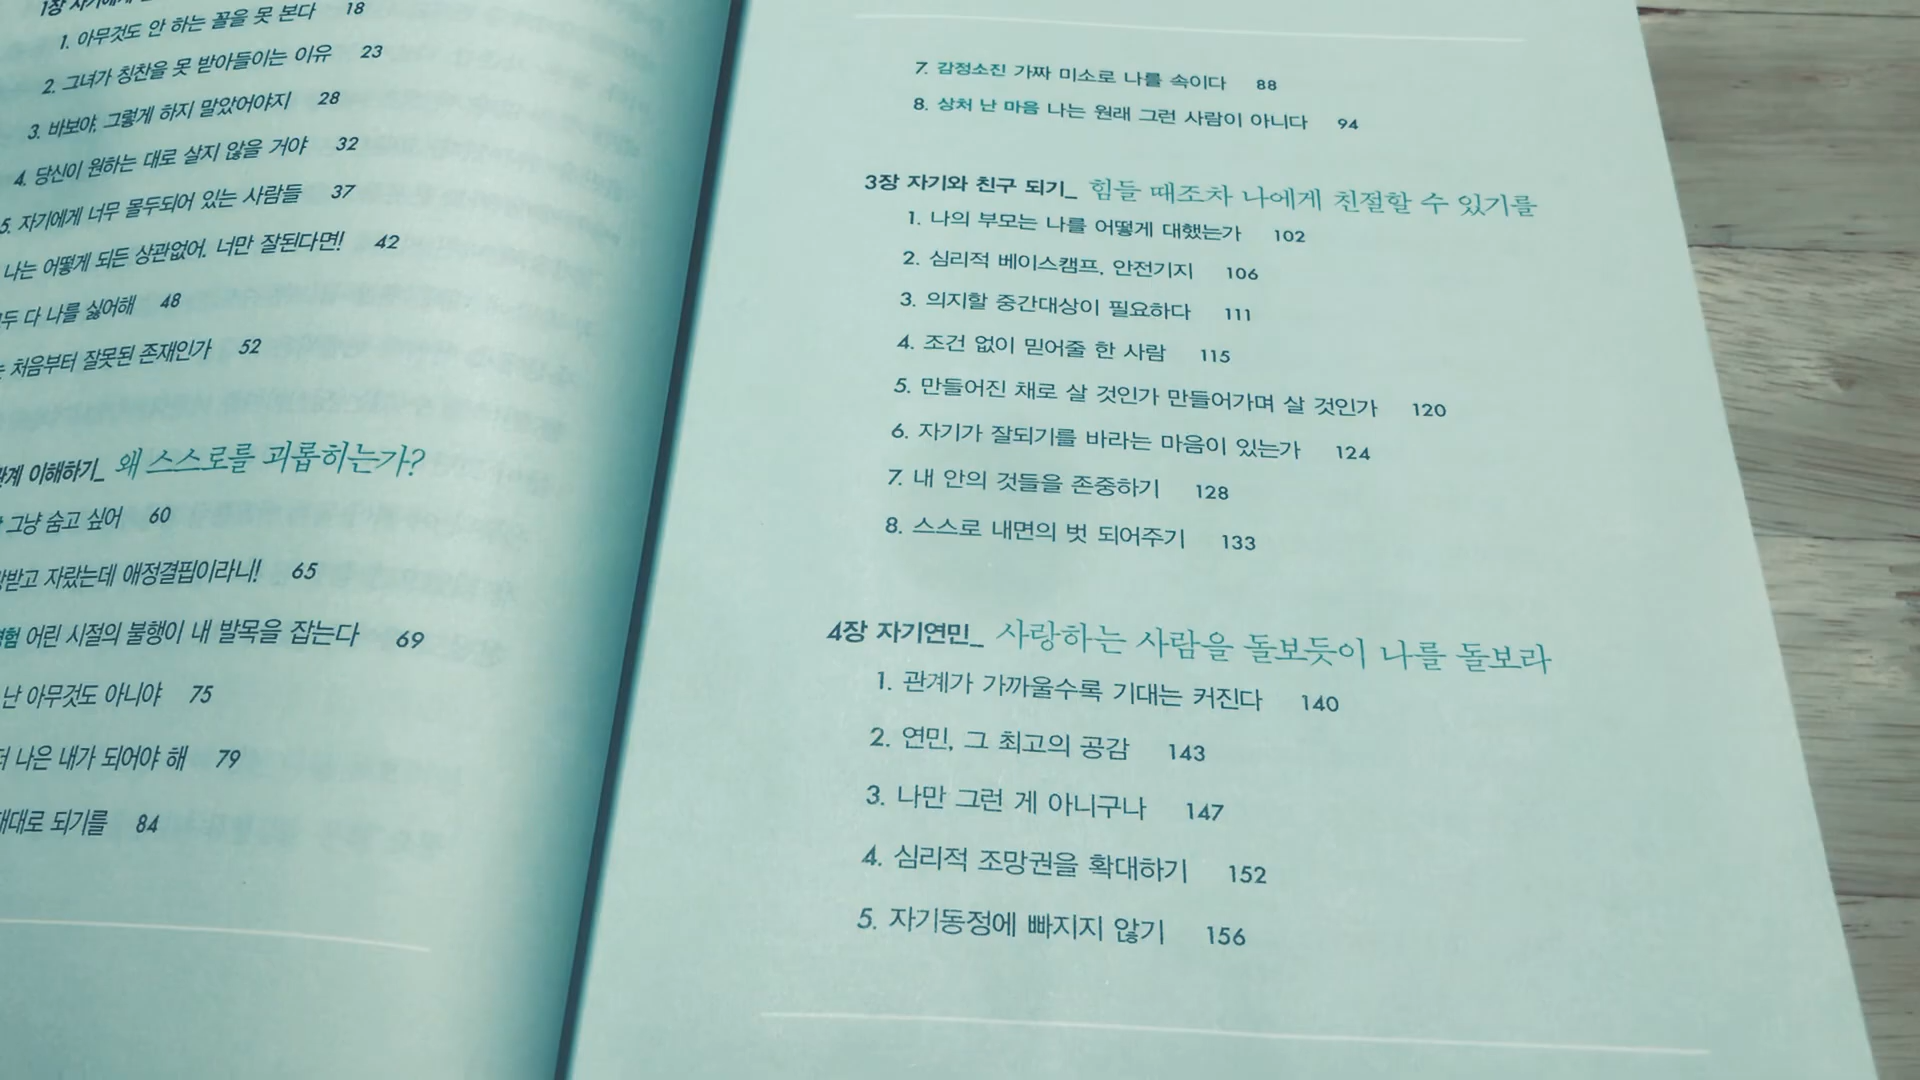 1장
1. 아무것도 안 하는 꼴을 못 본다 18
2. 그녀가 칭찬을 못 받아들이는 이유 23
3. 바보야, 그렇게 하지 말았어야지 28
4. 당신이 원하는 대로 살지 않을 거야 32
5. 자기에게 너무 몰두되어 있는 사람들 37
나는 어떻게 되든 상관없어, 너만 잘된다면! 42
다 나를 싫어해 48
처음부터 잘못된 존재인가 52
이해하기_ 왜 스스로를 괴롭히는가?
그냥 숨고 싶어 60
자랐는데 애정결핍이라니! 65
어린 시절의 불행이 내 발목을 잡는다 69
난 아무것도 아니야 75
나은 내가 되어야 해 79
되기를 84
7. 감정소진 가짜 미소로 나를 속이다 88
8. 상처 난 마음 나는 원래 그런 사람이 아니다 94
3장 자기와 친구 되기_ 힘들 때조차 나에게 친절할 수 있기를
1. 나의 부모는 나를 어떻게 대했는가 102
2. 심리적 베이스캠프, 안전기지 106
3. 의지할 중간대상이 필요하다 111
4. 조건 없이 믿어줄 한 사람 115
5. 만들어진 채로 살 것인가 만들어가며 살 것인가 120
6. 자기가 잘되기를 바라는 마음이 있는가 124
7. 내 안의 것들을 존중하기 128
8. 스스로 내면의 벗 되어주기 133
4장 자기연민_ 사랑하는 사람을 돌보듯이 나를 돌보라
1. 관계가 가까울수록 기대는 커진다 140
2. 연민, 그 최고의 공감 143
3. 나만 그런 게 아니구나 147
4. 심리적 조망권을 확대하기 152
5. 자기동정에 빠지지 않기 156